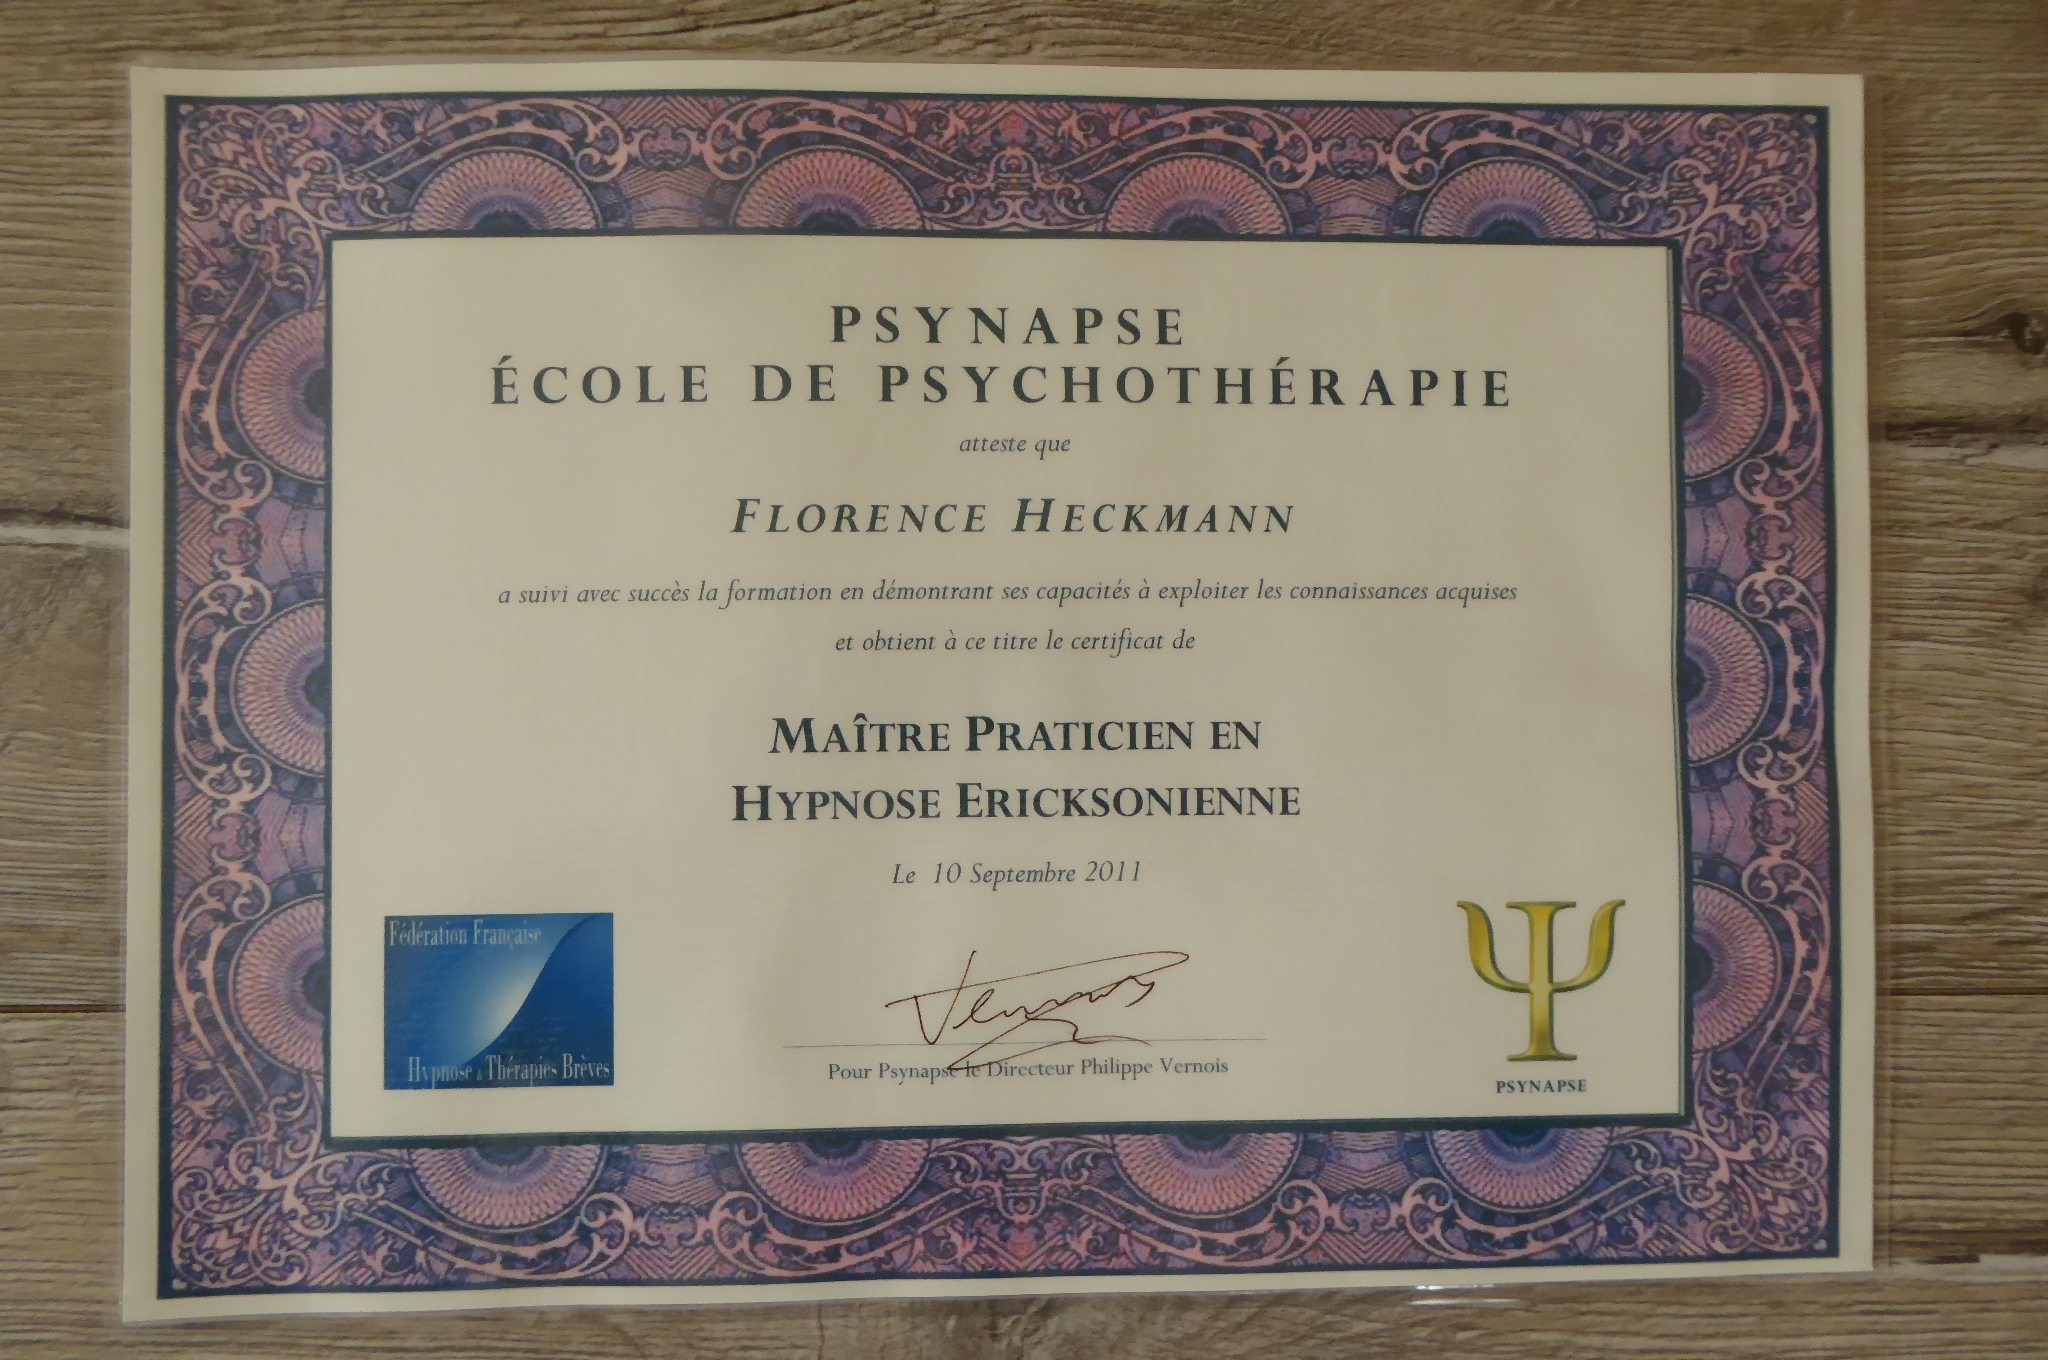 PSYNAPSE
ÉCOLE DE PSYCHOTHÉRAPIE
atteste que
FLORENCE HECKMANN
a suivi avec succès la formation en démontrant ses capacités à exploiter les connaissances acquises
et obtient à ce titre le certificat de
MAÎTRE PRATICIEN EN
HYPNOSE ERICKSONIENNE
Le 10 Septembre 2011
Fédération Française
Hypnose & Thérapies Brèves
Vernois
Pour Psynapse le Directeur Philippe Vernois
Ψ
PSYNAPSE